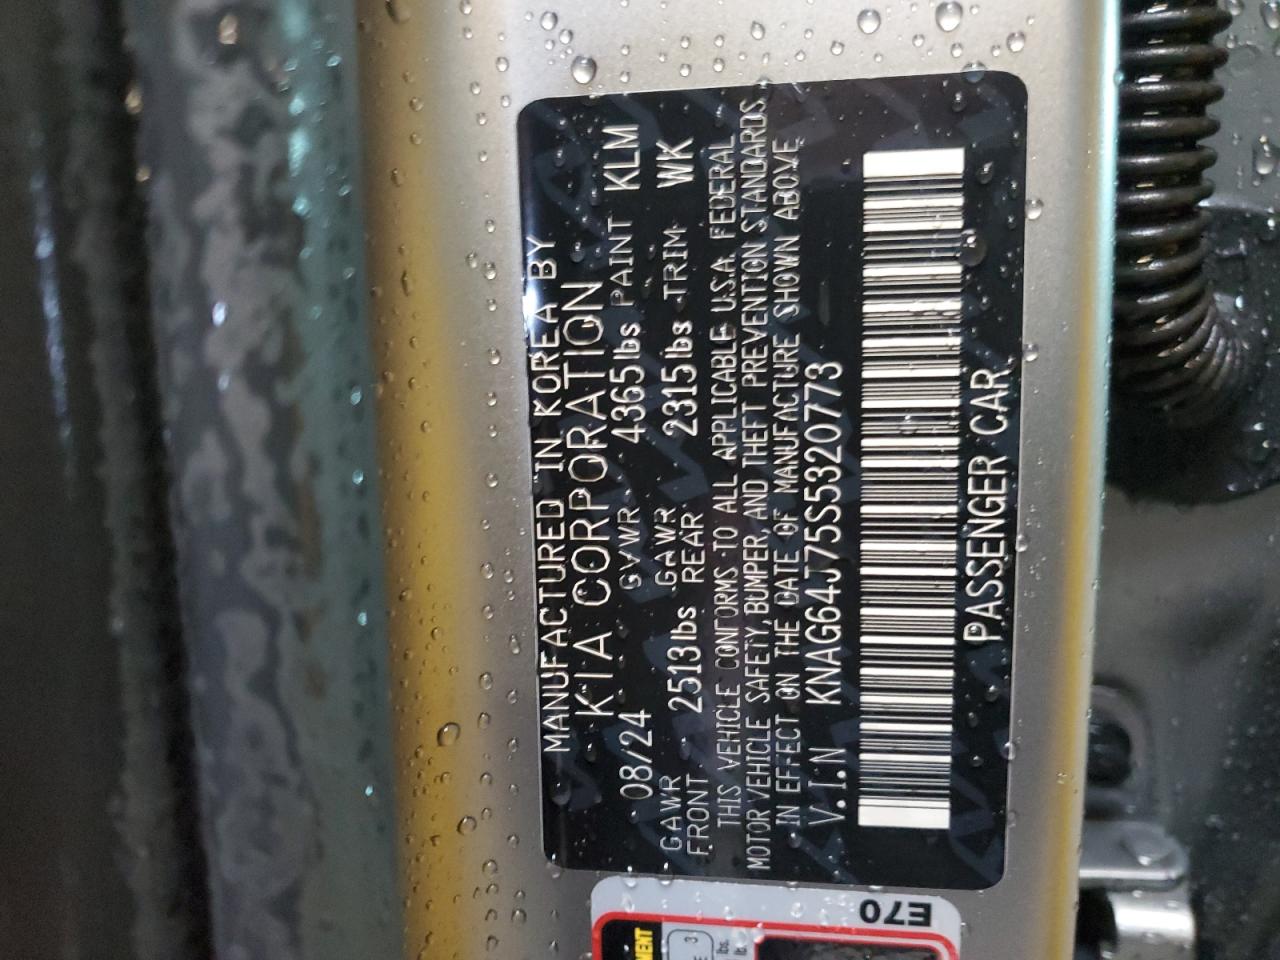 MANUFACTURED IN KOREA BY
KIA CORPORATION
08/24 GVWR 4365lbs PAINT KLM
GAWR FRONT 2513lbs GAWR REAR 2315lbs TRIM WK
THIS VEHICLE CONFORMS TO ALL APPLICABLE U.S.A. FEDERAL
MOTOR VEHICLE SAFETY, BUMPER, AND THEFT PREVENTION STANDARDS
IN EFFECT ON THE DATE OF MANUFACTURE SHOWN ABOVE
V.I.N KNAG64J75S5320773
PASSENGER CAR
E70